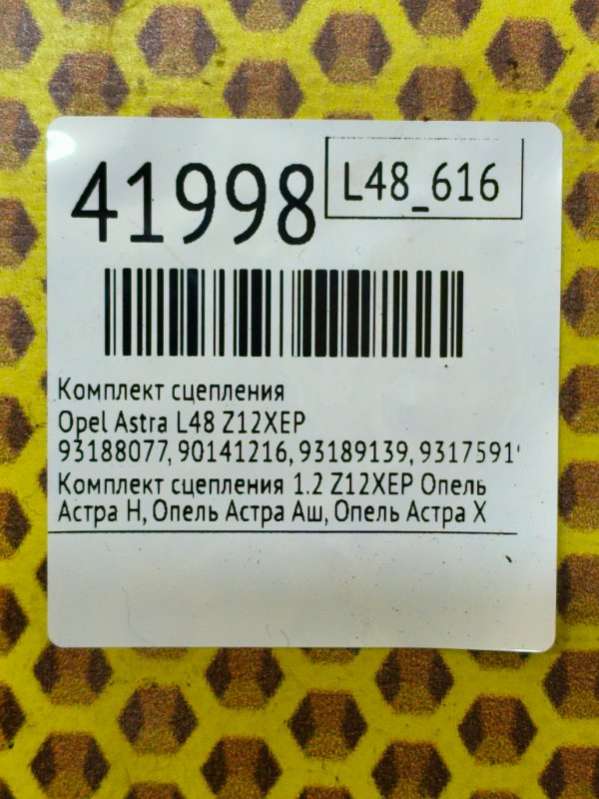 41998
L48_616
Комплект сцепления
Opel Astra L48 Z12XEP
93188077, 90141216, 93189139, 9317591
Комплект сцепления 1.2 Z12XEP Опель
Астра H, Опель Астра Аш, Опель Астра Х